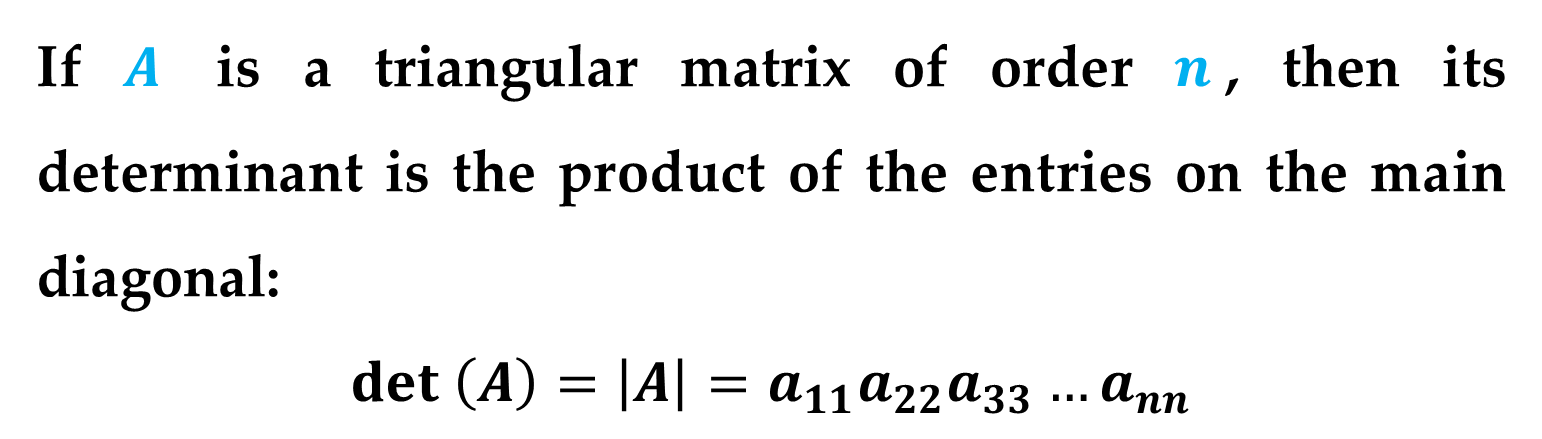 If A is a triangular matrix of order n, then its
determinant is the product of the entries on the main
diagonal:
det (A) = |A| = a₁₁a₂₂a₃₃ … aₙₙ